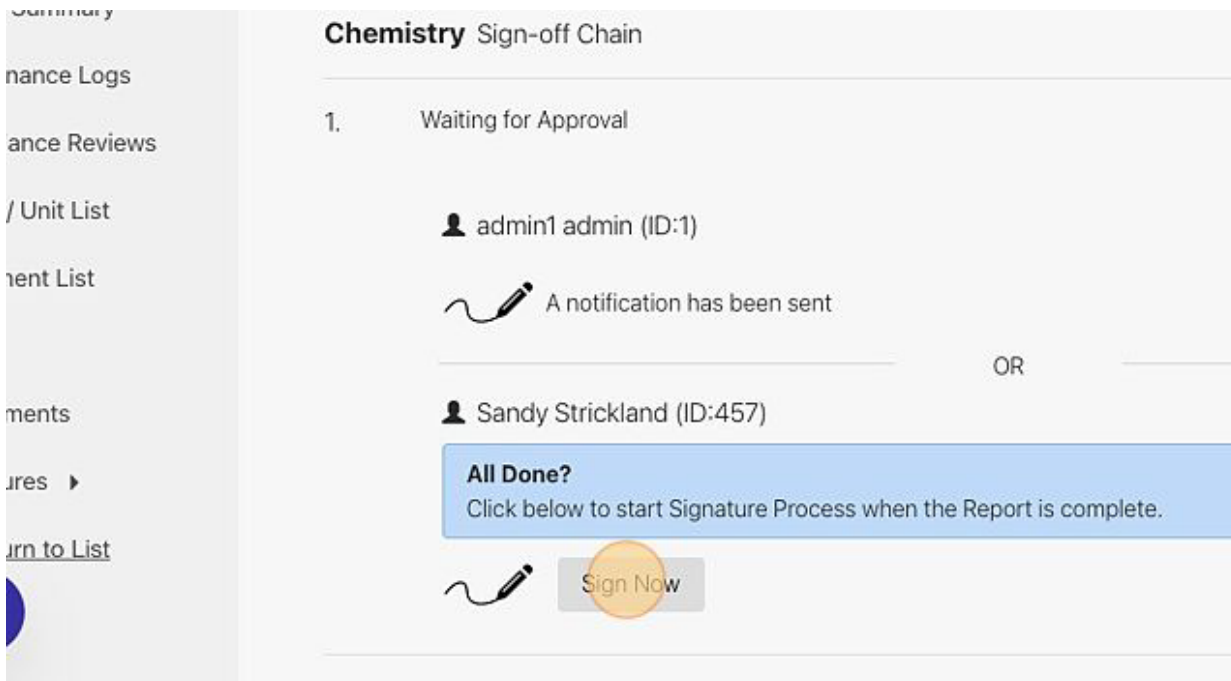 Summary
nance Logs
ance Reviews
/ Unit List
nent List
ments
ures
urn to List
Chemistry Sign-off Chain
1. Waiting for Approval
admin1 admin (ID:1)
A notification has been sent
OR
Sandy Strickland (ID:457)
All Done?
Click below to start Signature Process when the Report is complete.
Sign Now